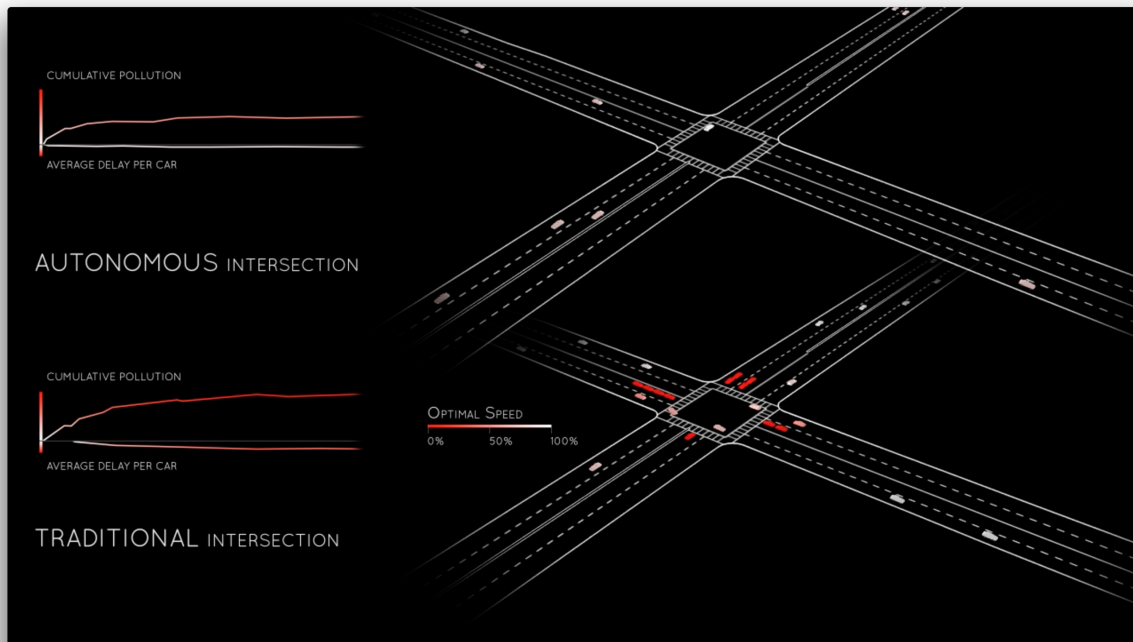 CUMULATIVE POLLUTION
AVERAGE DELAY PER CAR
AUTONOMOUS INTERSECTION
CUMULATIVE POLLUTION
AVERAGE DELAY PER CAR
OPTIMAL SPEED
0% 50% 100%
TRADITIONAL INTERSECTION